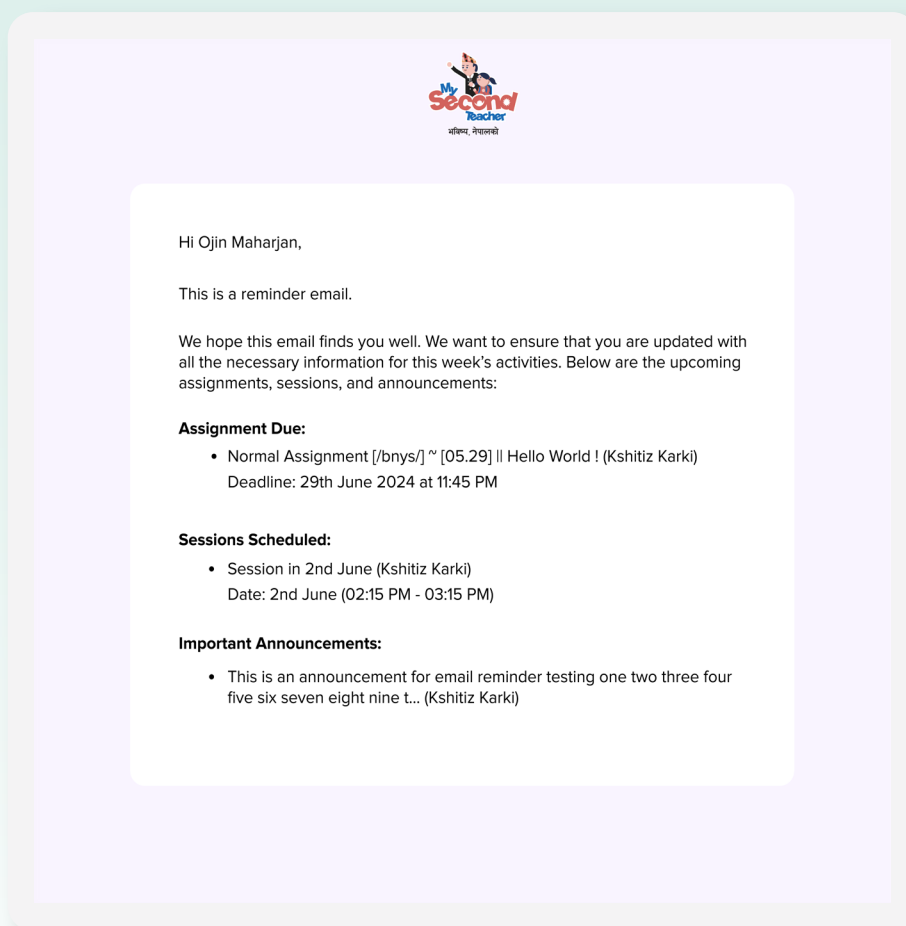 My
Second
Teacher
भविष्य, नेपालको
Hi Ojin Maharjan,
This is a reminder email.
We hope this email finds you well. We want to ensure that you are updated with
all the necessary information for this week’s activities. Below are the upcoming
assignments, sessions, and announcements:
Assignment Due:
• Normal Assignment [/bnys/] ~ [05.29] || Hello World ! (Kshitiz Karki)
Deadline: 29th June 2024 at 11:45 PM
Sessions Scheduled:
• Session in 2nd June (Kshitiz Karki)
Date: 2nd June (02:15 PM - 03:15 PM)
Important Announcements:
• This is an announcement for email reminder testing one two three four
five six seven eight nine t... (Kshitiz Karki)